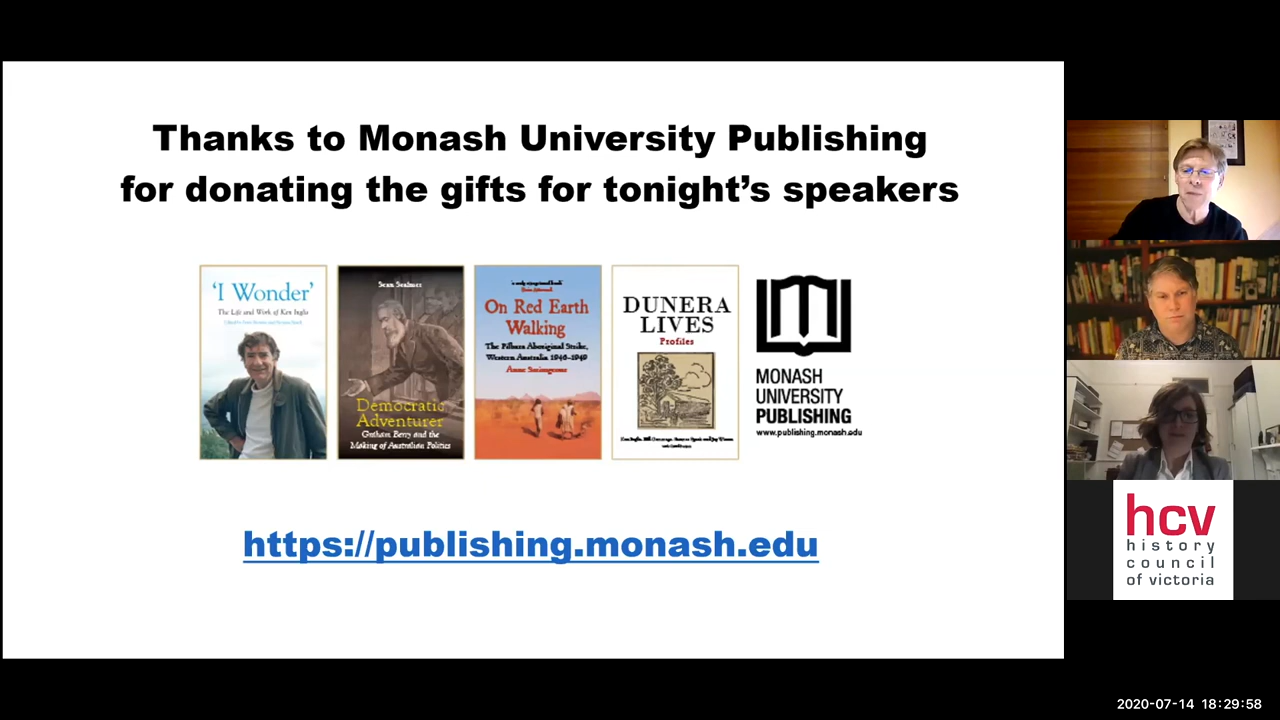 Thanks to Monash University Publishing
for donating the gifts for tonight's speakers
'I Wonder'
The Life and Work of Ken Inglis
Sean Scalmer
Democratic
Adventurer
Graham Berry and the
Making of Australian Politics
On Red Earth
Walking
The Pilbara Aboriginal Strike,
Western Australia 1946–1949
Anne Scrimgeour
DUNERA
LIVES
Profiles
MONASH
UNIVERSITY
PUBLISHING
www.publishing.monash.edu
https://publishing.monash.edu
hcv
history
council
of victoria
2020-07-14 18:29:58